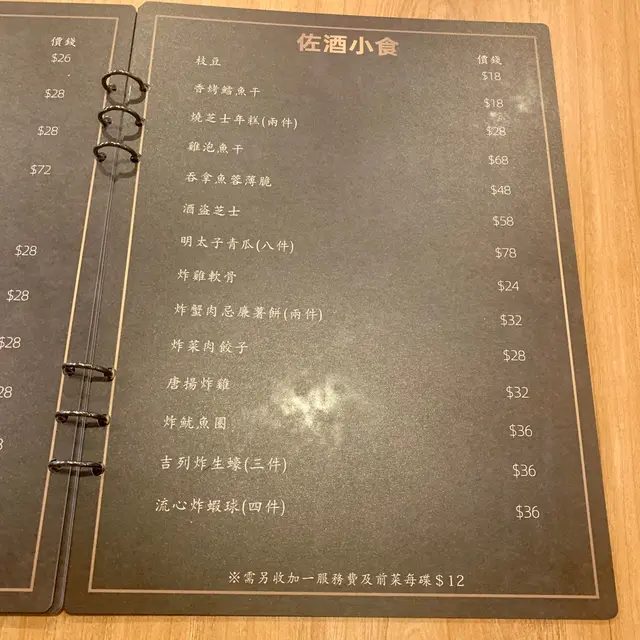 價錢
$26
$28
$28
$72
$28
$28
$28
28
8
佐酒小食
價錢
枝豆 $18
香烤鱈魚干 $18
燒芝士年糕(兩件) $28
雞泡魚干 $68
吞拿魚蓉薄脆 $48
酒盜芝士 $58
明太子青瓜(八件) $78
炸雞軟骨 $24
炸蟹肉忌廉薯餅(兩件) $32
炸菜肉餃子 $28
唐揚炸雞 $32
炸魷魚圈 $36
吉列炸生蠔(三件) $36
流心炸蝦球(四件) $36
※需另收加一服務費及前菜每碟$12